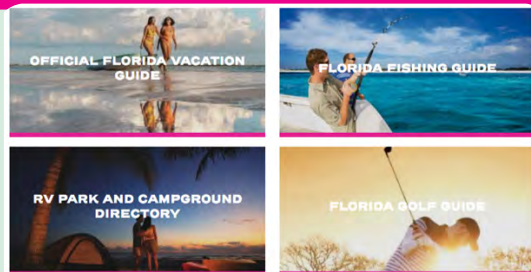 OFFICIAL FLORIDA VACATION
GUIDE
FLORIDA FISHING GUIDE
RV PARK AND CAMPGROUND
DIRECTORY
FLORIDA GOLF GUIDE